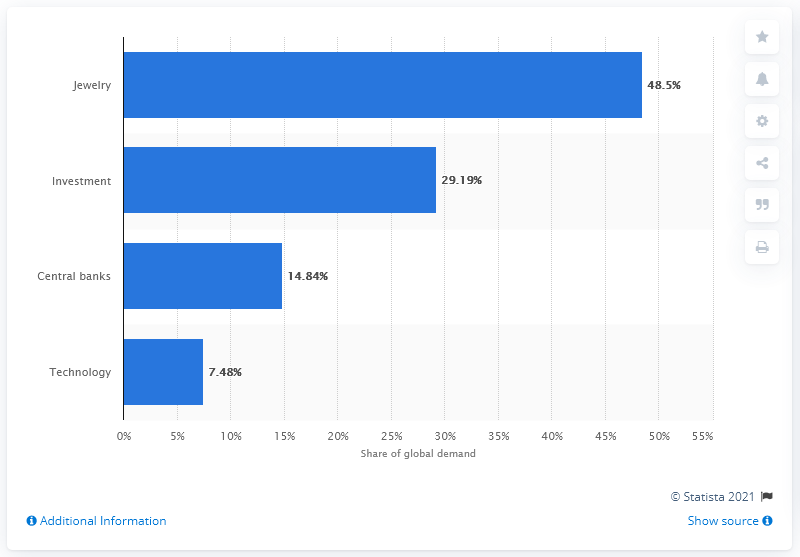 Jewelry
48.5%
Investment
29.19%
Central banks
14.84%
Technology
7.48%
0% 5% 10% 15% 20% 25% 30% 35% 40% 45% 50% 55%
Share of global demand
© Statista 2021
Additional Information
Show source